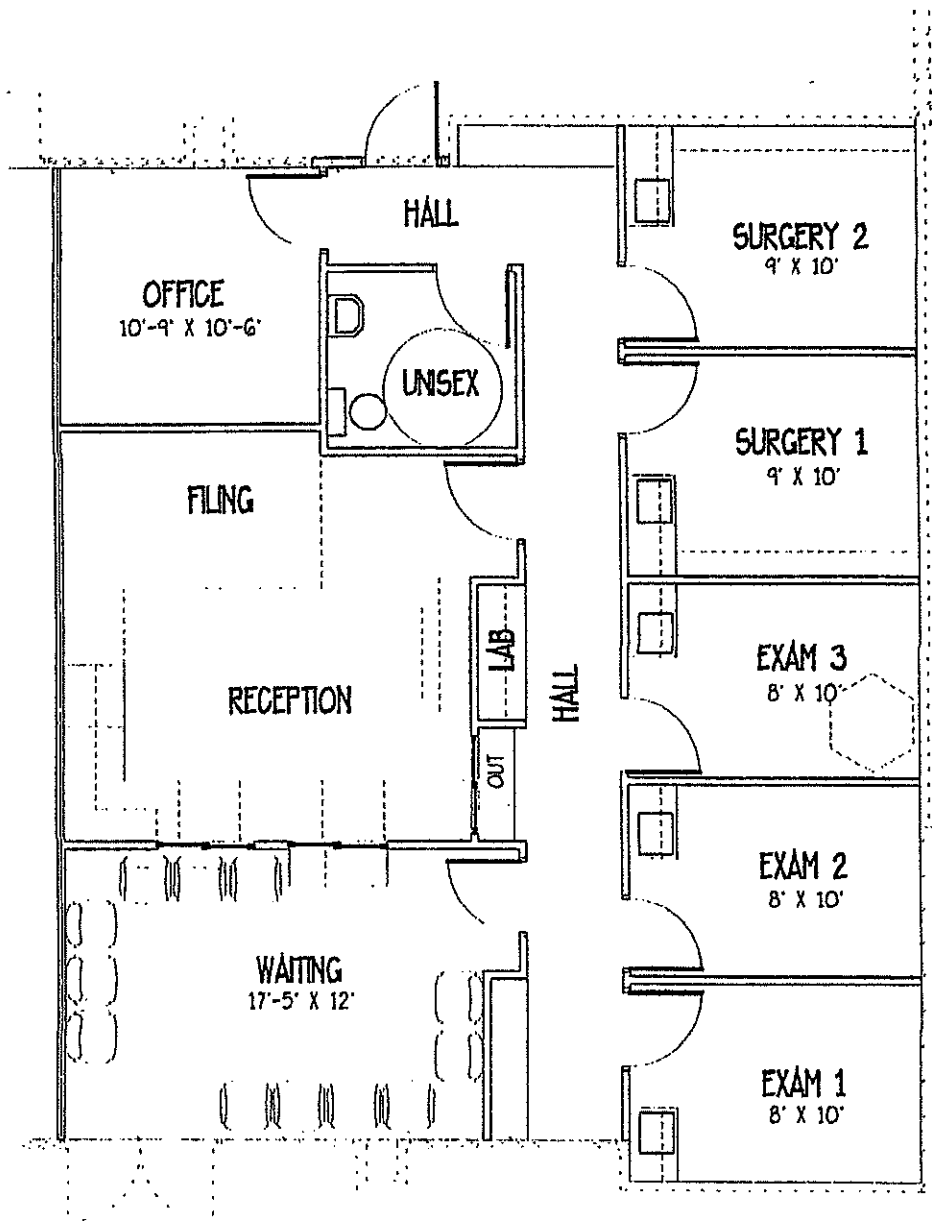 HALL
SURGERY 2
9' X 10'
OFFICE
10'-9" X 10'-6"
UNISEX
SURGERY 1
9' X 10'
FILING
LAB
EXAM 3
8' X 10'
HALL
RECEPTION
OUT
EXAM 2
8' X 10'
WAITING
17'-5" X 12'
EXAM 1
8' X 10'